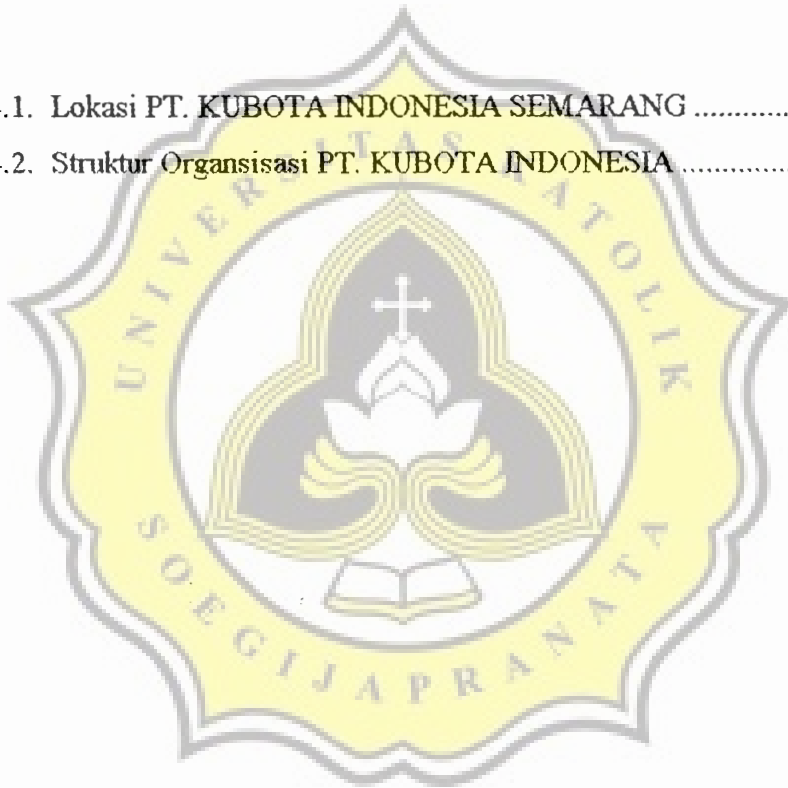 .1. Lokasi PT. KUBOTA INDONESIA SEMARANG ............
.2. Struktur Organsisasi PT. KUBOTA INDONESIA ..............
UNIVERSITAS KATOLIK
SOEGIJAPRANATA